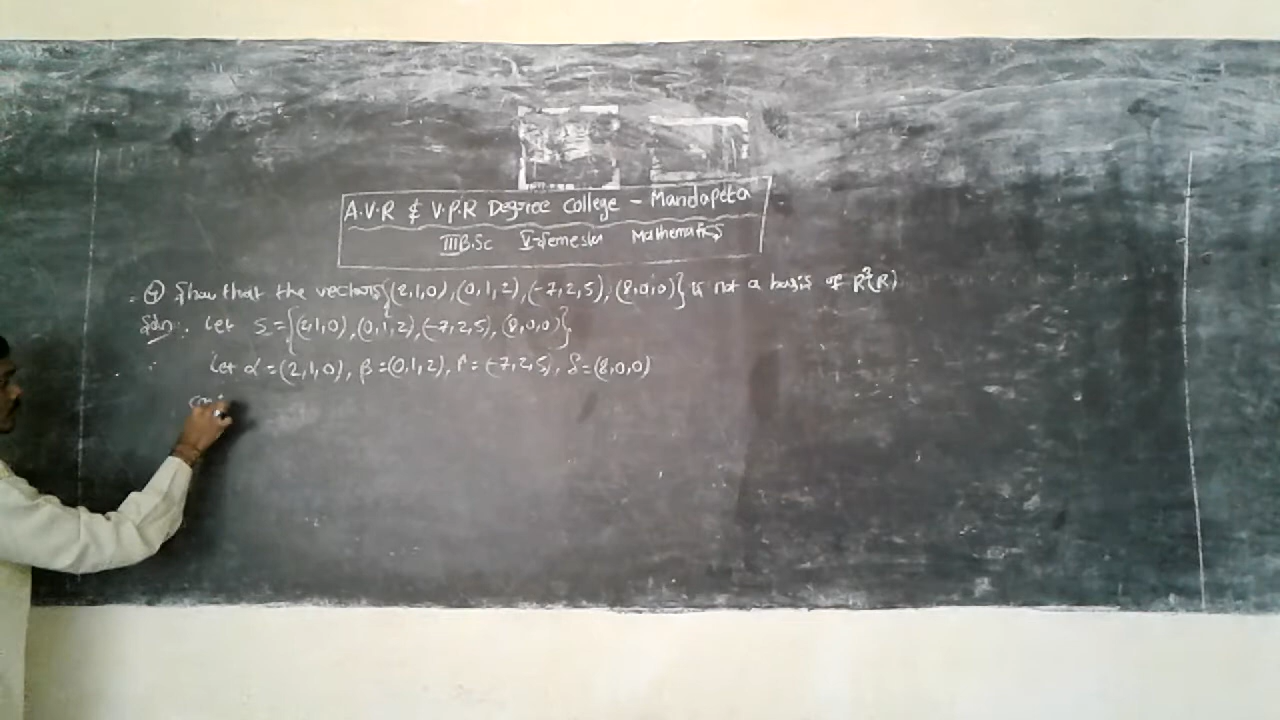 A.V.R & V.P.R Degree College - Mandapeta
III B.Sc V Semester Mathematics
④ Show that the vectors {(2,1,0),(0,1,2),(-7,2,5),(8,0,0)} is not a basis of R³(R)
Soln: Let S = {(2,1,0),(0,1,2),(-7,2,5),(8,0,0)}
Let α=(2,1,0), β=(0,1,2), γ=(-7,2,5), δ=(8,0,0)